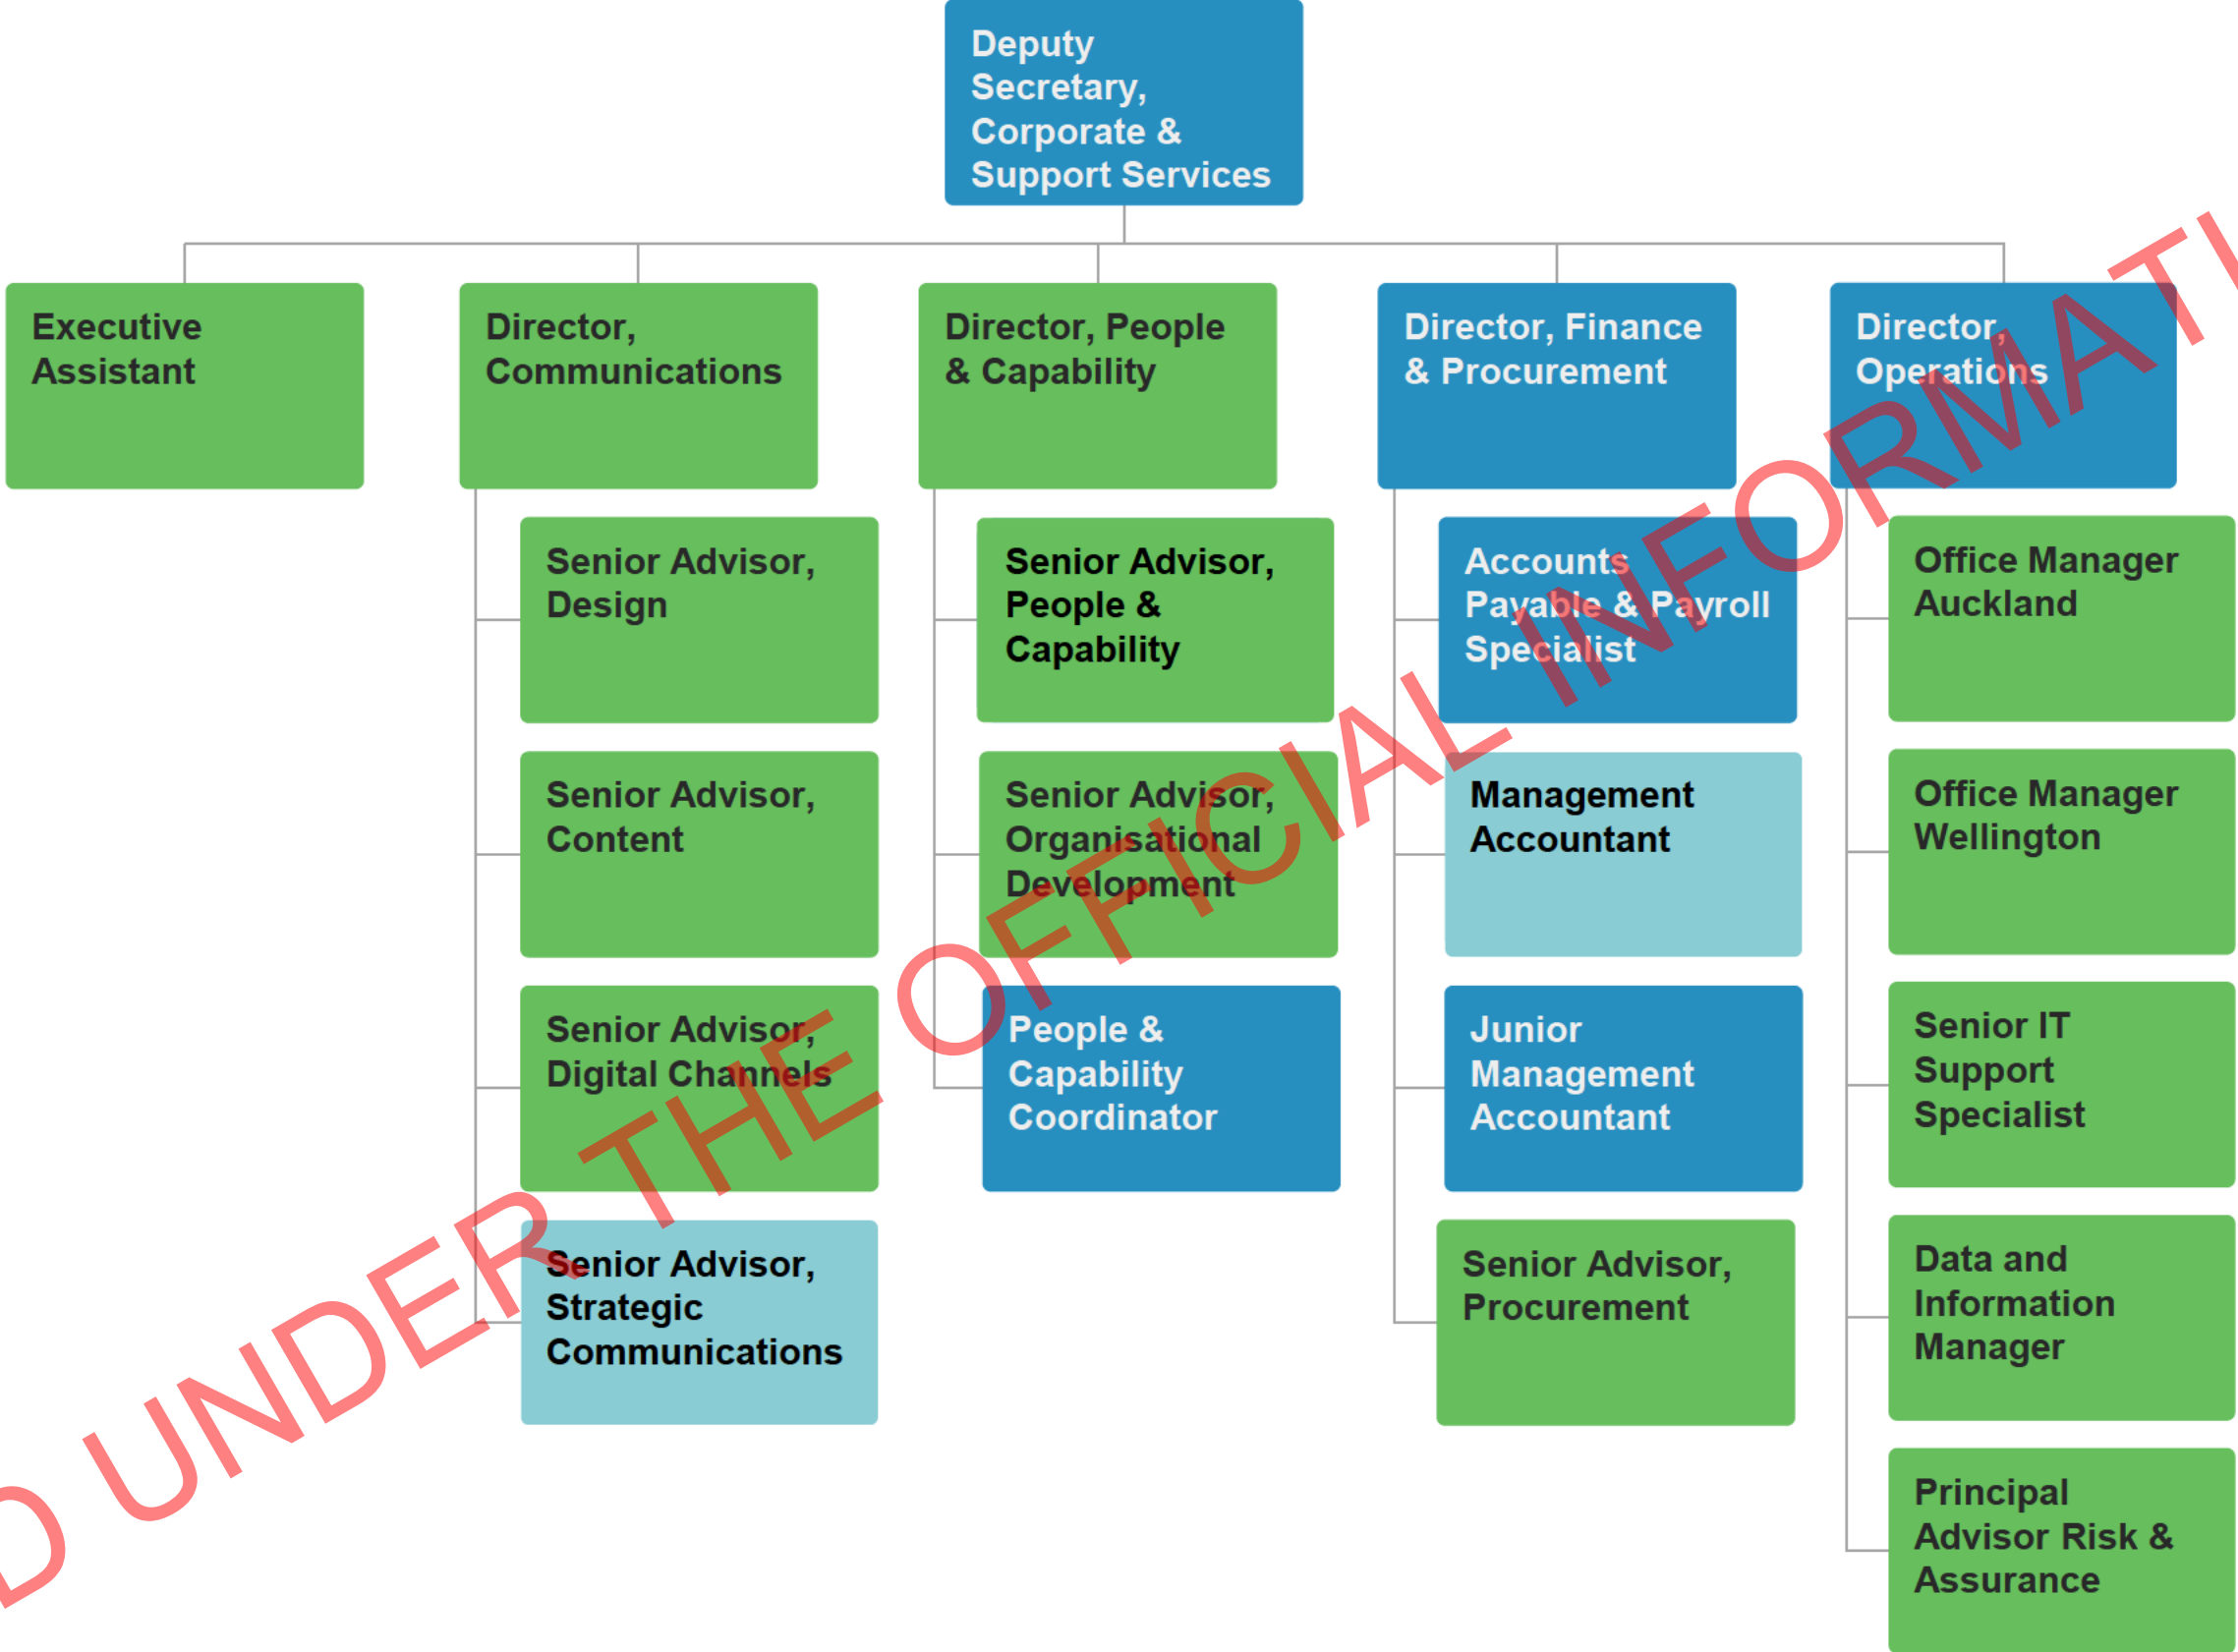 Deputy
Secretary,
Corporate &
Support Services
Executive
Assistant
Director,
Communications
Senior Advisor,
Design
Senior Advisor,
Content
Senior Advisor,
Digital Channels
Senior Advisor,
Strategic
Communications
Director, People
& Capability
Senior Advisor,
People &
Capability
Senior Advisor,
Organisational
Development
People &
Capability
Coordinator
Director, Finance
& Procurement
Accounts
Payable & Payroll
Specialist
Management
Accountant
Junior
Management
Accountant
Senior Advisor,
Procurement
Director,
Operations
Office Manager
Auckland
Office Manager
Wellington
Senior IT
Support
Specialist
Data and
Information
Manager
Principal
Advisor Risk &
Assurance
D UNDER THE OFFICIAL INFORMATI